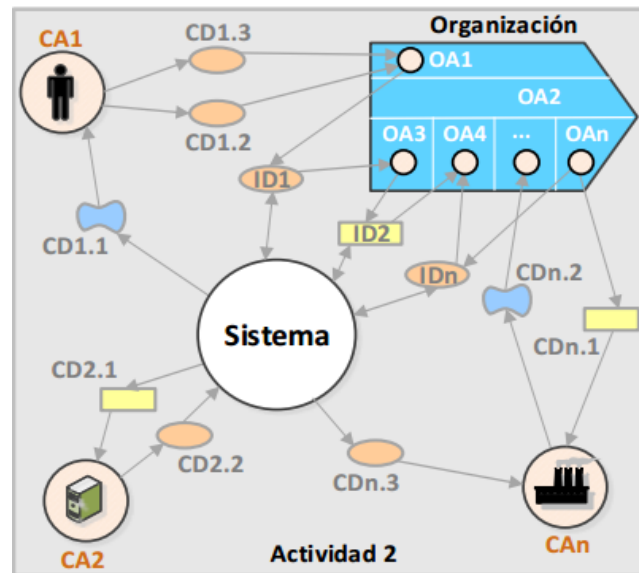 Organización
CA1
CD1.3
OA1
OA2
CD1.2
OA3
OA4
...
OAn
ID1
ID2
CD1.1
IDn
CDn.2
Sistema
CDn.1
CD2.1
CD2.2
CDn.3
CA2
Actividad 2
CAn